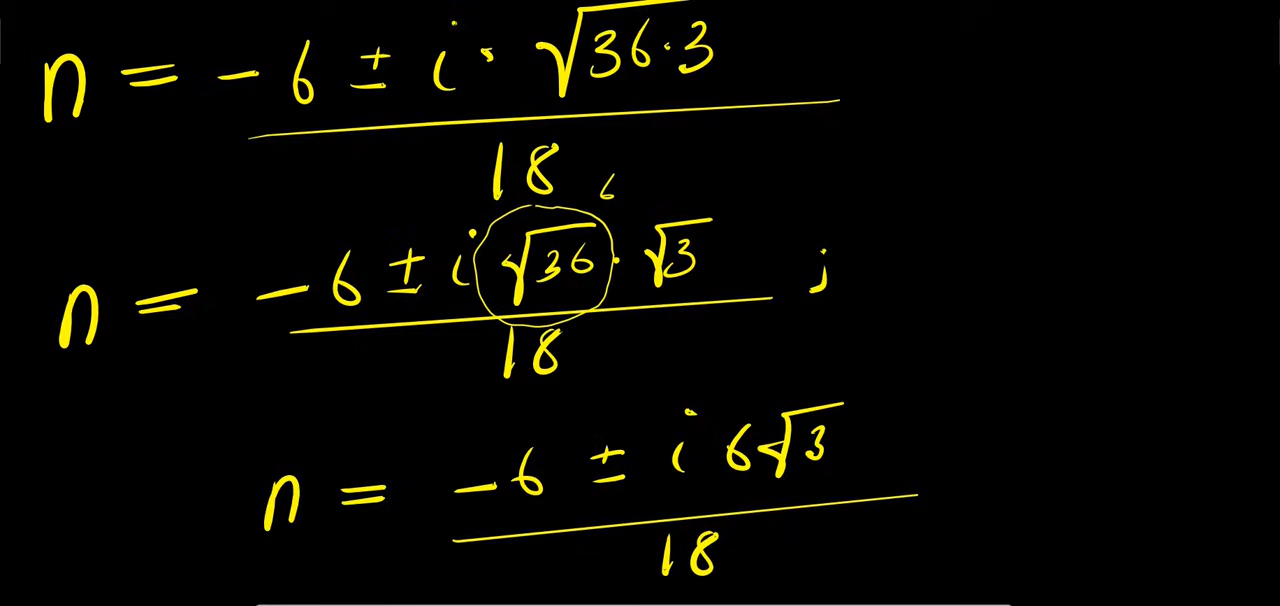 n = -6 ± i · √36·3
18
6
n = -6 ± i √36 · √3 ;
18
n = -6 ± i 6√3
18